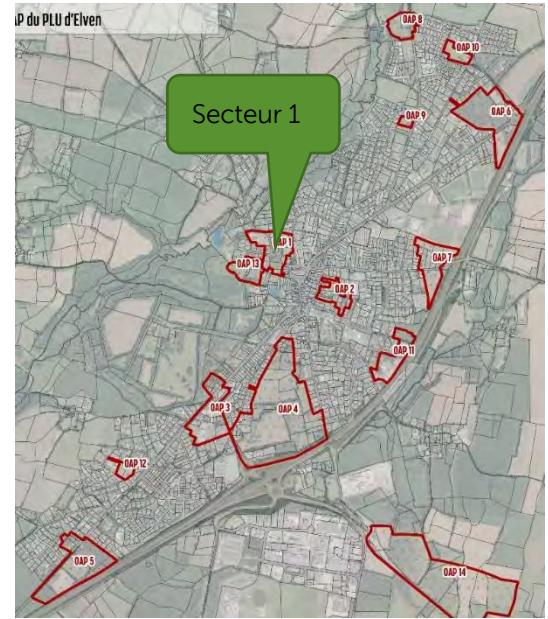 AP du PLU d'Elven
OAP 8
OAP 10
Secteur 1
OAP 6
OAP 9
OAP 1
OAP 13
OAP 7
OAP 2
OAP 11
OAP 3
OAP 4
OAP 12
OAP 5
OAP 14